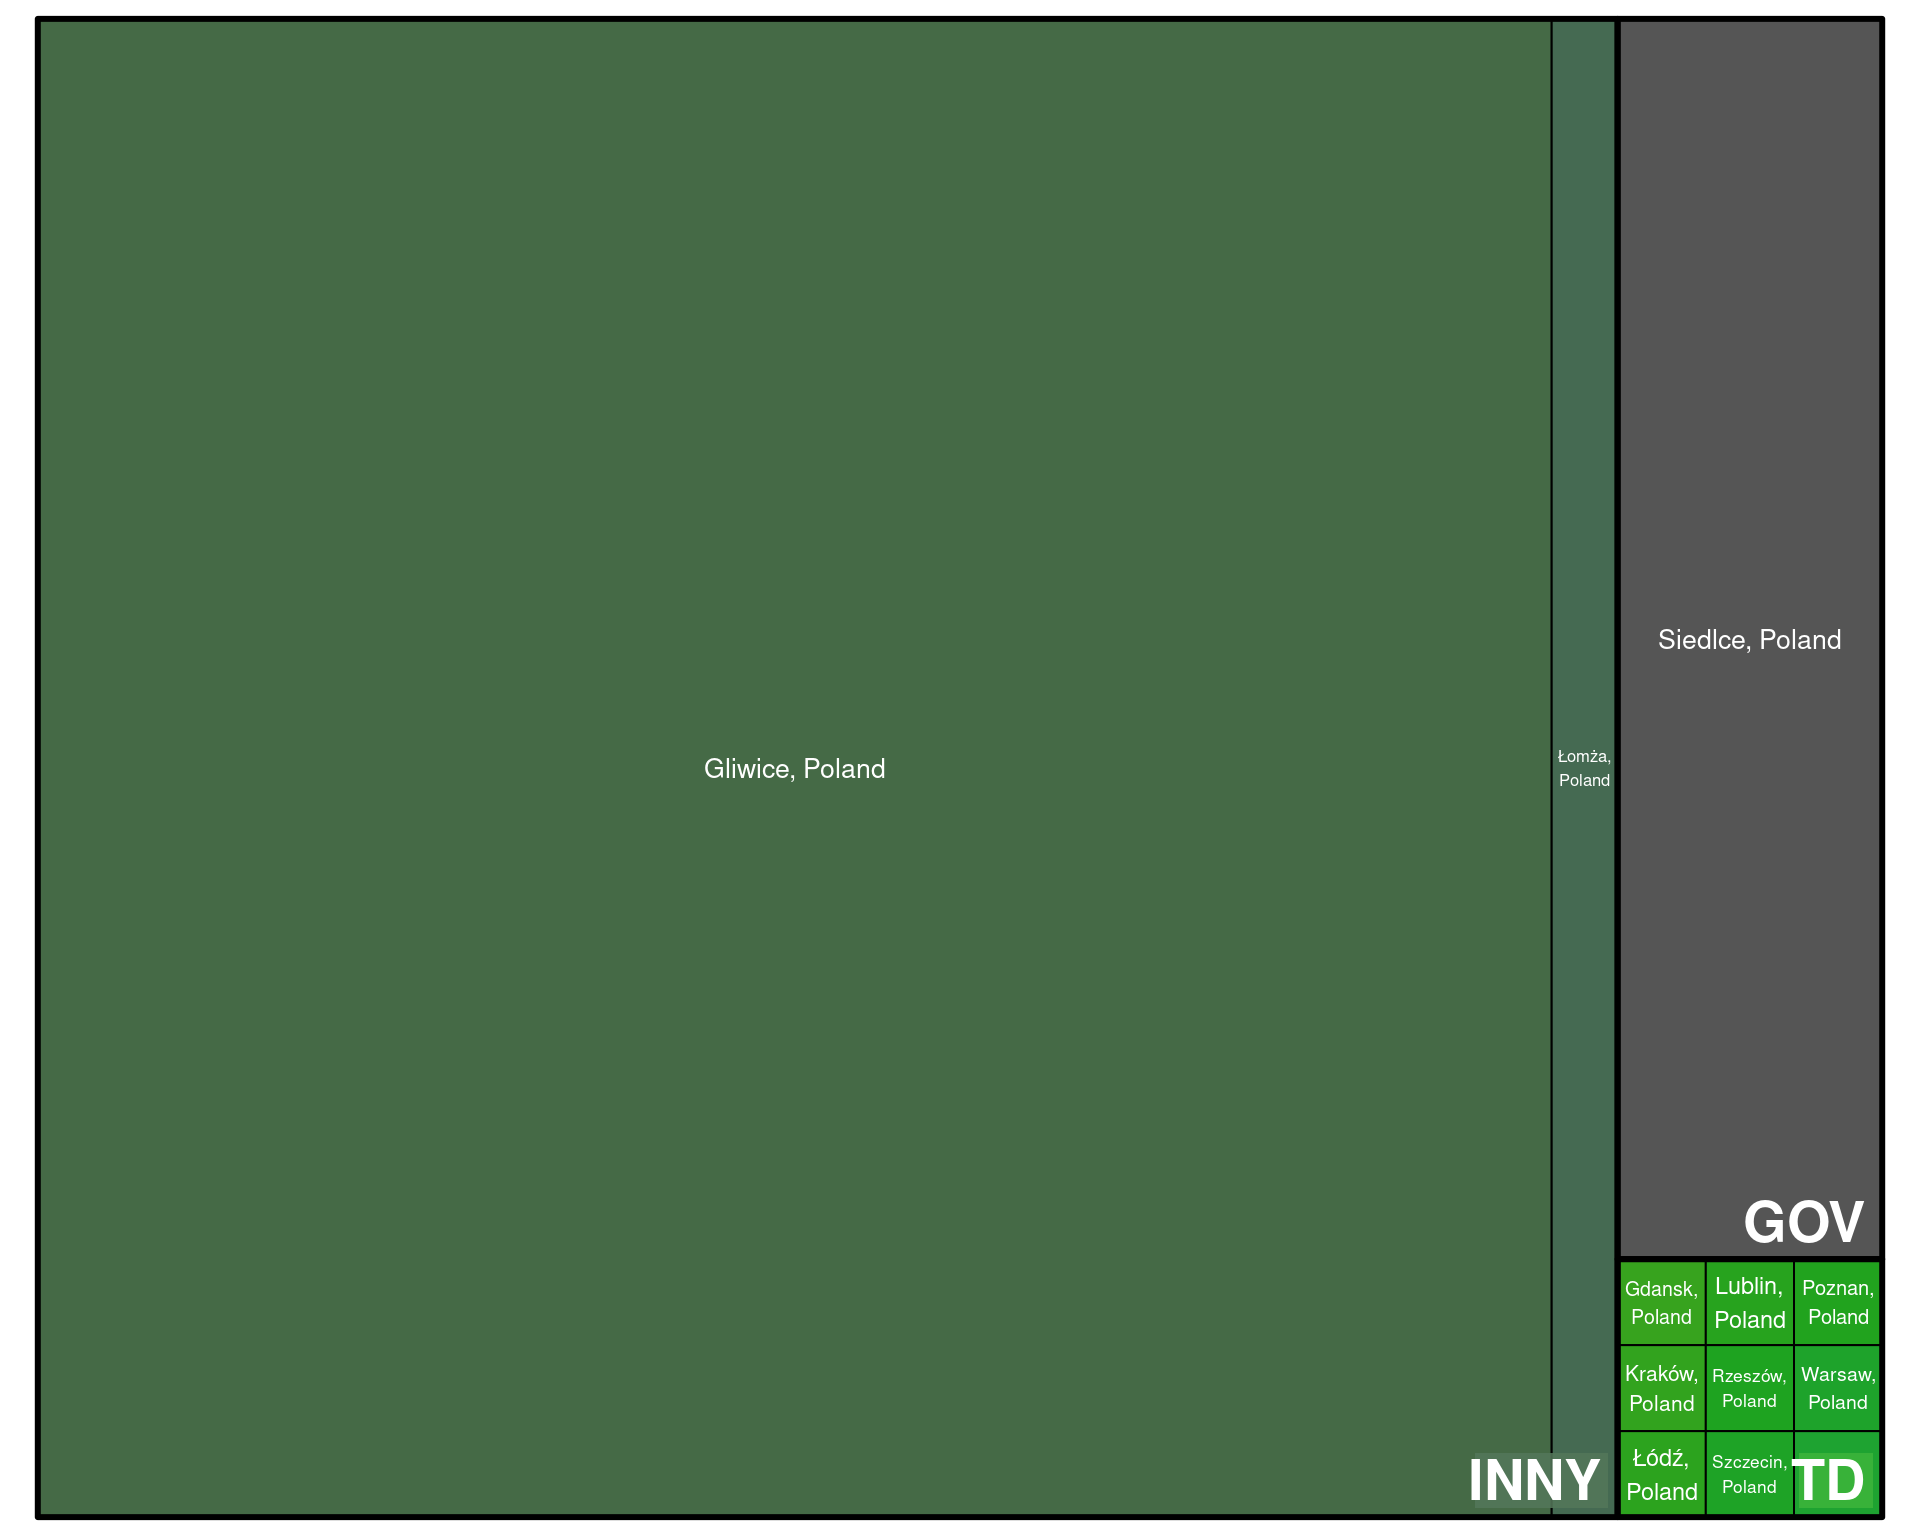 Gliwice, Poland
Łomża,
Poland
INNY
Siedlce, Poland
GOV
Gdansk,
Poland
Lublin,
Poland
Poznan,
Poland
Kraków,
Poland
Rzeszów,
Poland
Warsaw,
Poland
Łódź,
Poland
Szczecin,
Poland
TD